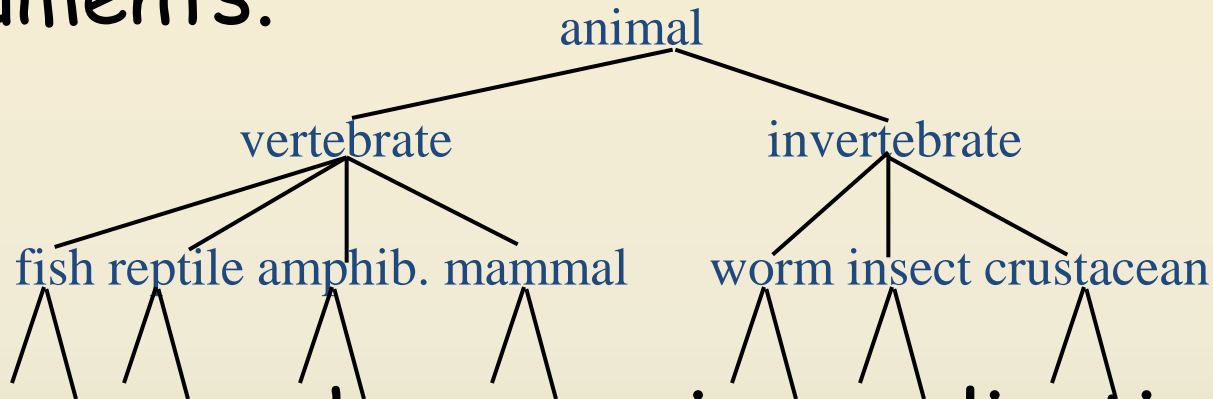 animal
vertebrate invertebrate
fish reptile amphib. mammal worm insect crustacean